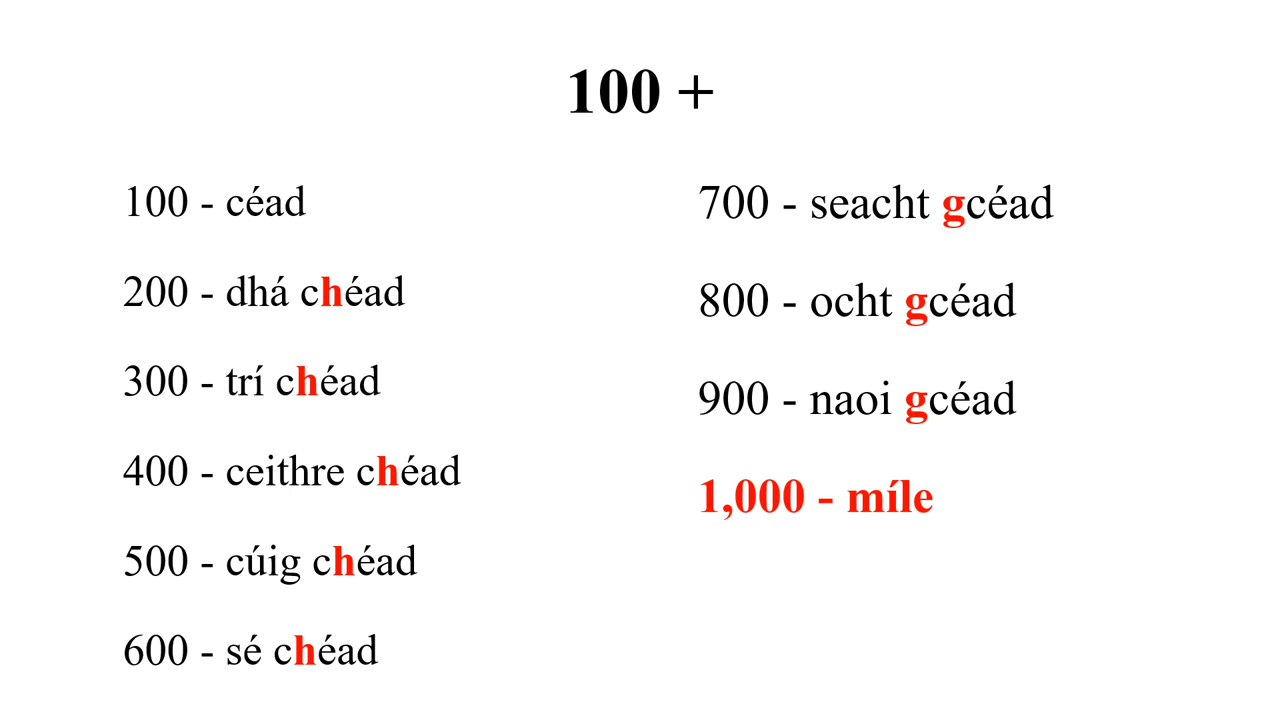 100 +
100 - céad
200 - dhá chéad
300 - trí chéad
400 - ceithre chéad
500 - cúig chéad
600 - sé chéad
700 - seacht gcéad
800 - ocht gcéad
900 - naoi gcéad
1,000 - míle